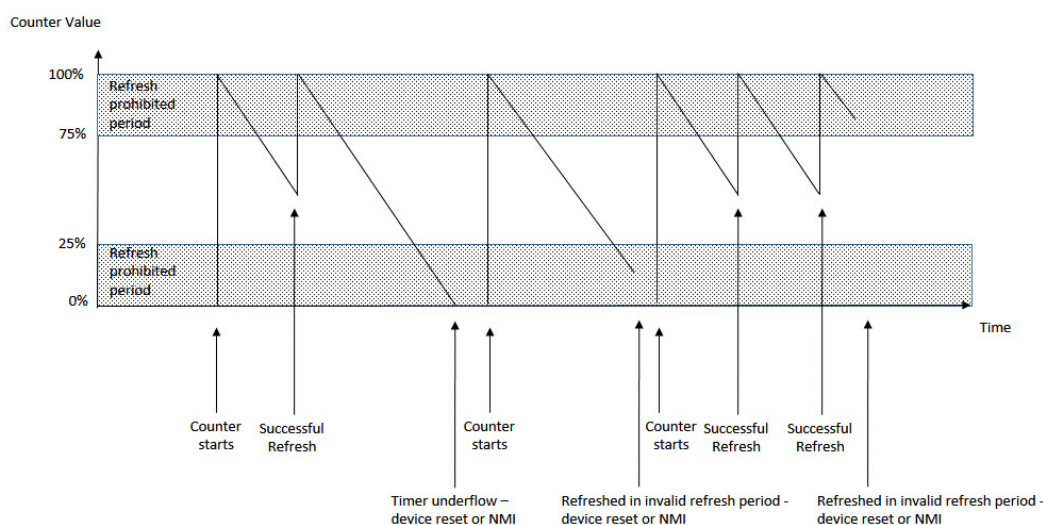 Counter Value
100%
Refresh
prohibited
period
75%
25%
Refresh
prohibited
period
0%
Time
Counter
starts
Successful
Refresh
Counter
starts
Counter
starts
Successful
Refresh
Successful
Refresh
Timer underflow –
device reset or NMI
Refreshed in invalid refresh period -
device reset or NMI
Refreshed in invalid refresh period -
device reset or NMI